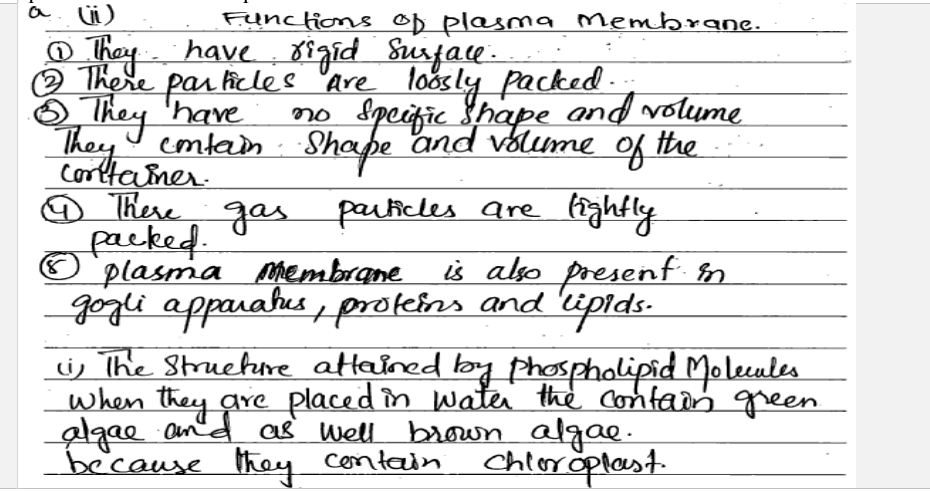 a (ii) Functions of plasma membrane.
① They have rigid surface.
② There particles are loosly packed.
③ They have no specific shape and volume
They contain shape and volume of the
container.
④ There gas particles are tightly
packed.
⑤ plasma membrane is also present in
gogli apparatus, proteins and lipids.
(i) The structure attained by phospholipid Molecules
when they are placed in water the contain green
algae and as well brown algae.
because they contain chloroplast.